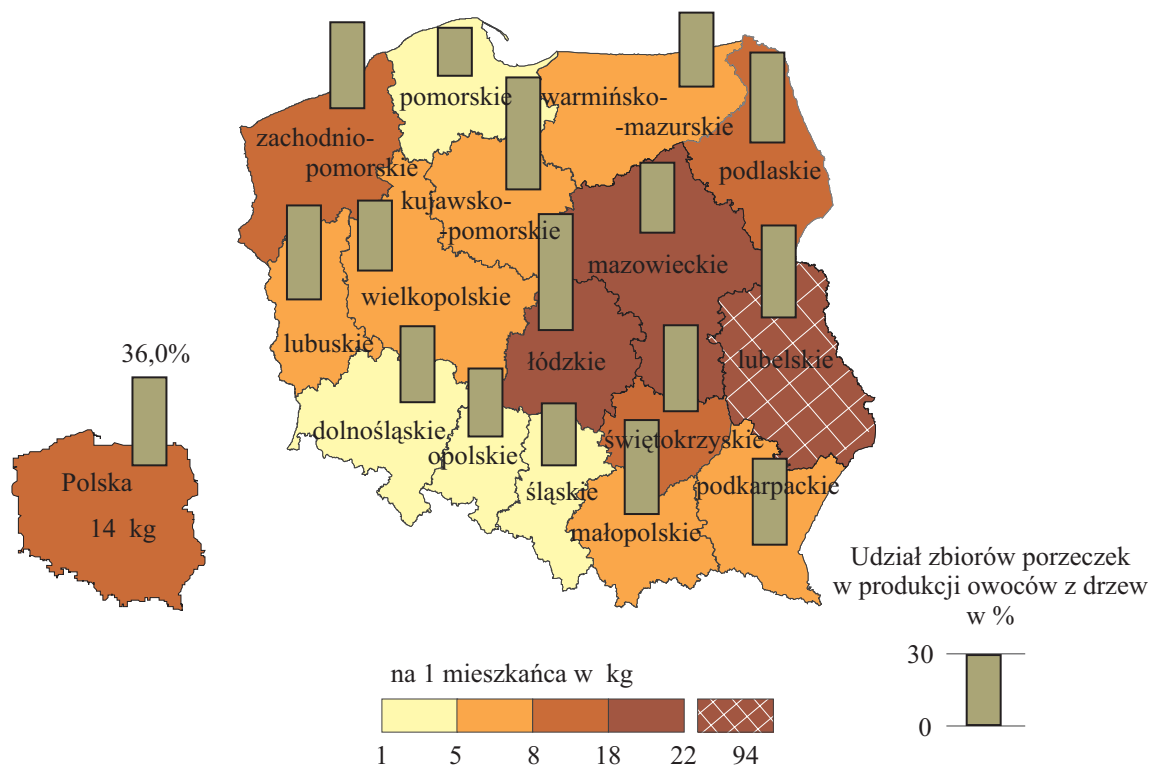 pomorskie
warmińsko-
-mazurskie
zachodnio-
pomorskie
podlaskie
kujawsko-
-pomorskie
mazowieckie
wielkopolskie
lubuskie
łódzkie
lubelskie
36,0%
dolnośląskie
opolskie
świętokrzyskie
śląskie
podkarpackie
małopolskie
Polska
14 kg
Udział zbiorów porzeczek
w produkcji owoców z drzew
w %
30
0
na 1 mieszkańca w kg
1 5 8 18 22 94